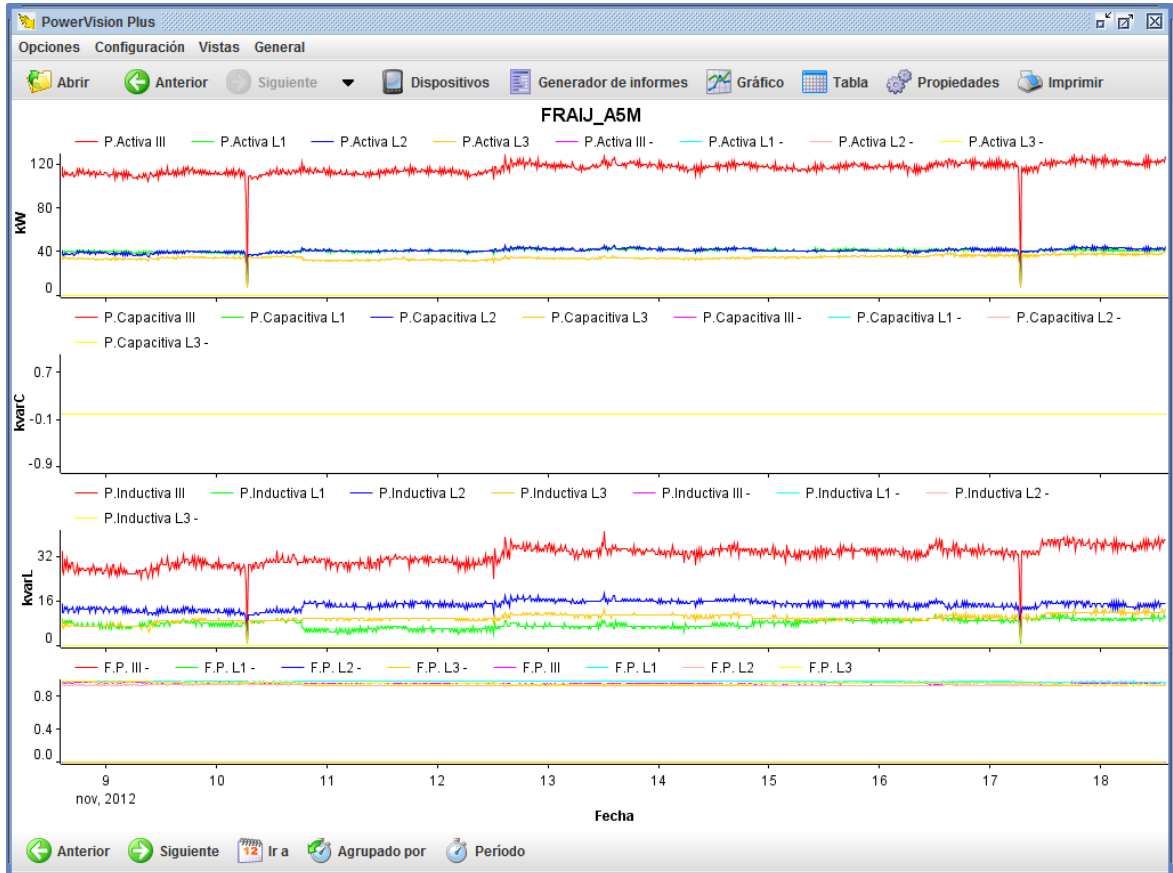 PowerVision Plus
Opciones Configuración Vistas General
Abrir Anterior Siguiente Dispositivos Generador de informes Gráfico Tabla Propiedades Imprimir
FRAIJ_A5M
P.Activa III P.Activa L1 P.Activa L2 P.Activa L3 P.Activa III - P.Activa L1 - P.Activa L2 - P.Activa L3 -
120
80
40
0
kW
P.Capacitiva III P.Capacitiva L1 P.Capacitiva L2 P.Capacitiva L3 P.Capacitiva III - P.Capacitiva L1 - P.Capacitiva L2 -
P.Capacitiva L3 -
0.7
-0.1
-0.9
kvarC
P.Inductiva III P.Inductiva L1 P.Inductiva L2 P.Inductiva L3 P.Inductiva III - P.Inductiva L1 - P.Inductiva L2 -
P.Inductiva L3 -
32
16
0
kvarL
F.P. III - F.P. L1 - F.P. L2 - F.P. L3 - F.P. III F.P. L1 F.P. L2 F.P. L3
0.8
0.4
0.0
9 10 11 12 13 14 15 16 17 18
nov, 2012
Fecha
Anterior Siguiente 12 Ir a Agrupado por Periodo